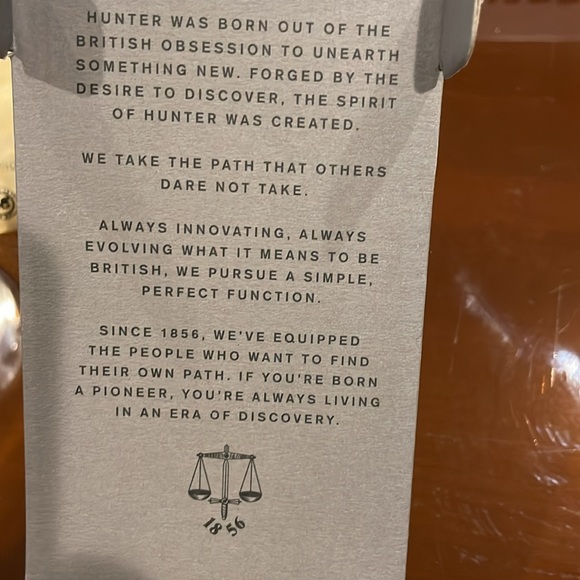 HUNTER WAS BORN OUT OF THE
BRITISH OBSESSION TO UNEARTH
SOMETHING NEW. FORGED BY THE
DESIRE TO DISCOVER, THE SPIRIT
OF HUNTER WAS CREATED.
WE TAKE THE PATH THAT OTHERS
DARE NOT TAKE.
ALWAYS INNOVATING, ALWAYS
EVOLVING WHAT IT MEANS TO BE
BRITISH, WE PURSUE A SIMPLE,
PERFECT FUNCTION.
SINCE 1856, WE'VE EQUIPPED
THE PEOPLE WHO WANT TO FIND
THEIR OWN PATH. IF YOU'RE BORN
A PIONEER, YOU'RE ALWAYS LIVING
IN AN ERA OF DISCOVERY.
1856